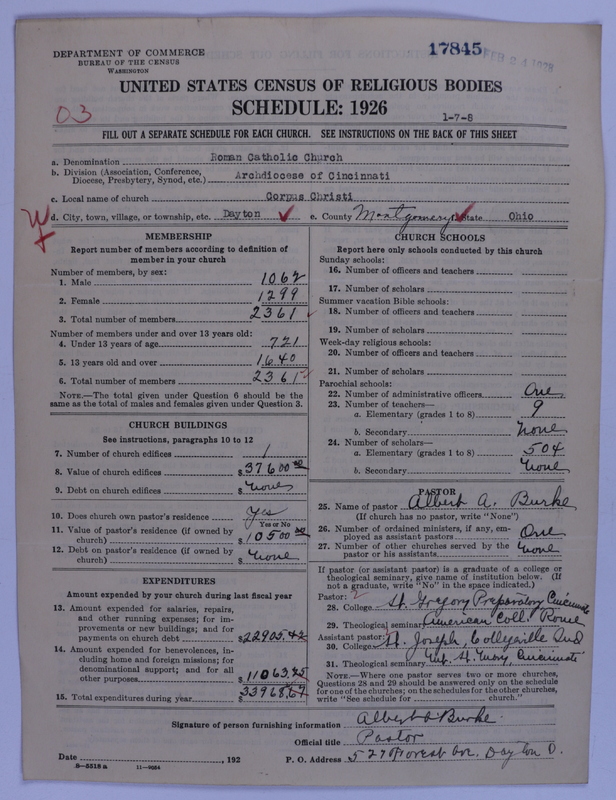 DEPARTMENT OF COMMERCE
BUREAU OF THE CENSUS
WASHINGTON
17845
FEB 24 1928
UNITED STATES CENSUS OF RELIGIOUS BODIES
SCHEDULE: 1926
03
1-7-8
FILL OUT A SEPARATE SCHEDULE FOR EACH CHURCH. SEE INSTRUCTIONS ON THE BACK OF THIS SHEET
a. Denomination Roman Catholic Church
b. Division (Association, Conference, Diocese, Presbytery, Synod, etc.) Archdiocese of Cincinnati
c. Local name of church Corpus Christi
d. City, town, village, or township, etc. Dayton e. County Montgomery State Ohio
MEMBERSHIP
Report number of members according to definition of
member in your church
Number of members, by sex:
1. Male 1062
2. Female 1299
3. Total number of members 2361
Number of members under and over 13 years old:
4. Under 13 years of age 721
5. 13 years old and over 1640
6. Total number of members 2361
NOTE.—The total given under Question 6 should be
the same as the total of males and females given under Question 3.
CHURCH BUILDINGS
See instructions, paragraphs 10 to 12
7. Number of church edifices 1
8. Value of church edifices $37600 00
9. Debt on church edifices $ None
10. Does church own pastor's residence Yes
Yes or No
11. Value of pastor's residence (if owned by
church) $10500 00
12. Debt on pastor's residence (if owned by
church) $ None
EXPENDITURES
Amount expended by your church during last fiscal year
13. Amount expended for salaries, repairs,
and other running expenses; for im-
provements or new buildings; and for
payments on church debt $22905.42
14. Amount expended for benevolences, in-
cluding home and foreign missions; for
denominational support; and for all
other purposes $11063.25
15. Total expenditures during year $33968.67
CHURCH SCHOOLS
Report here only schools conducted by this church
Sunday schools:
16. Number of officers and teachers
17. Number of scholars
Summer vacation Bible schools:
18. Number of officers and teachers
19. Number of scholars
Week-day religious schools:
20. Number of officers and teachers
21. Number of scholars
Parochial schools:
22. Number of administrative officers One
23. Number of teachers—
a. Elementary (grades 1 to 8) 9
b. Secondary None
24. Number of scholars—
a. Elementary (grades 1 to 8) 504
b. Secondary None
PASTOR
25. Name of pastor Albert A. Burke
(If church has no pastor, write "None")
26. Number of ordained ministers, if any, em-
ployed as assistant pastors One
27. Number of other churches served by the
pastor or his assistants None
If pastor (or assistant pastor) is a graduate of a college or
theological seminary, give name of institution below. (If
not a graduate, write "No" in the space indicated.)
Pastor:
28. College St. Gregory Preparatory Cincinnati
29. Theological seminary American Coll. Rome
Assistant pastor:
30. College St. Joseph, Collegeville Ind
31. Theological seminary Mt. St. Mary, Cincinnati
NOTE.—Where one pastor serves two or more churches,
Questions 28 and 29 should be answered only on the schedule
for one of the churches; on schedules for the other churches,
write "See schedule for church."
Signature of person furnishing information Albert A Burke
Official title Pastor
Date , 192 P. O. Address 527 Forest Av. Dayton O.
8—5518 a 11—9034